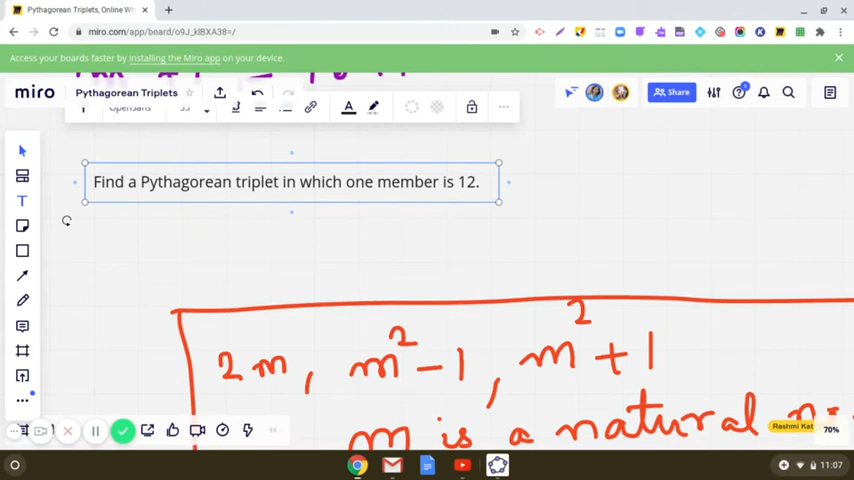 Pythagorean Triplets, Online Wh
miro.com/app/board/o9J_klBXA38=/
Access your boards faster by installing the Miro app on your device.
miro
Pythagorean Triplets
Share
Find a Pythagorean triplet in which one member is 12.
2m, m² - 1, m² + 1
m is a natural
Rashmi Kat
70%
11:07